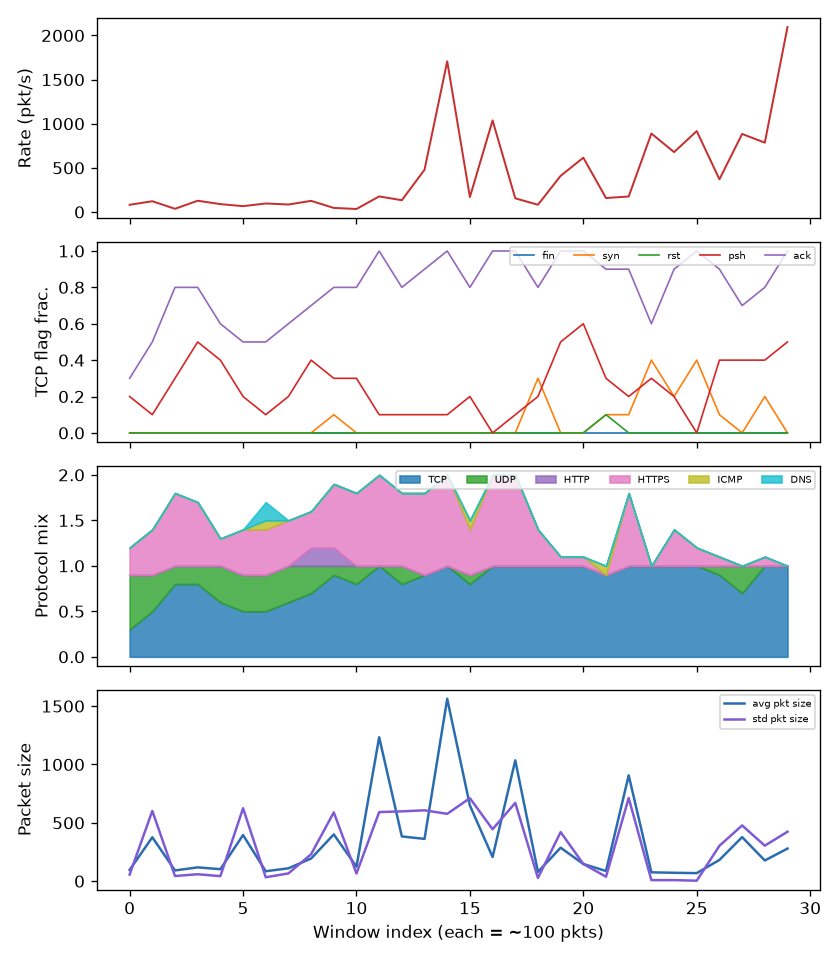 2000
1500
1000
500
0
Rate (pkt/s)
1.0
0.8
0.6
0.4
0.2
0.0
TCP flag frac.
fin syn rst psh ack
2.0
1.5
1.0
0.5
0.0
Protocol mix
TCP UDP HTTP HTTPS ICMP DNS
1500
1000
500
0
Packet size
avg pkt size
std pkt size
0 5 10 15 20 25 30
Window index (each = ~100 pkts)